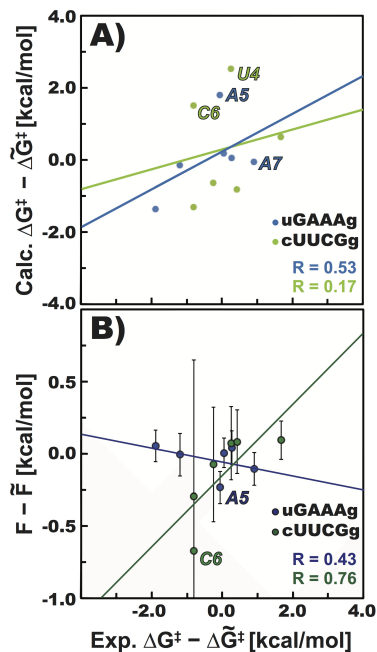 A)
Calc. ΔG‡ − ΔG̃‡ [kcal/mol]
4.0
2.0
0.0
-2.0
-4.0
U4
A5
C6
A7
uGAAAg
cUUCGg
R = 0.53
R = 0.17
B)
F − F̃ [kcal/mol]
0.5
0.0
-0.5
-1.0
A5
C6
uGAAAg
cUUCGg
R = 0.43
R = 0.76
-2.0 0.0 2.0 4.0
Exp. ΔG‡ − ΔG̃‡ [kcal/mol]